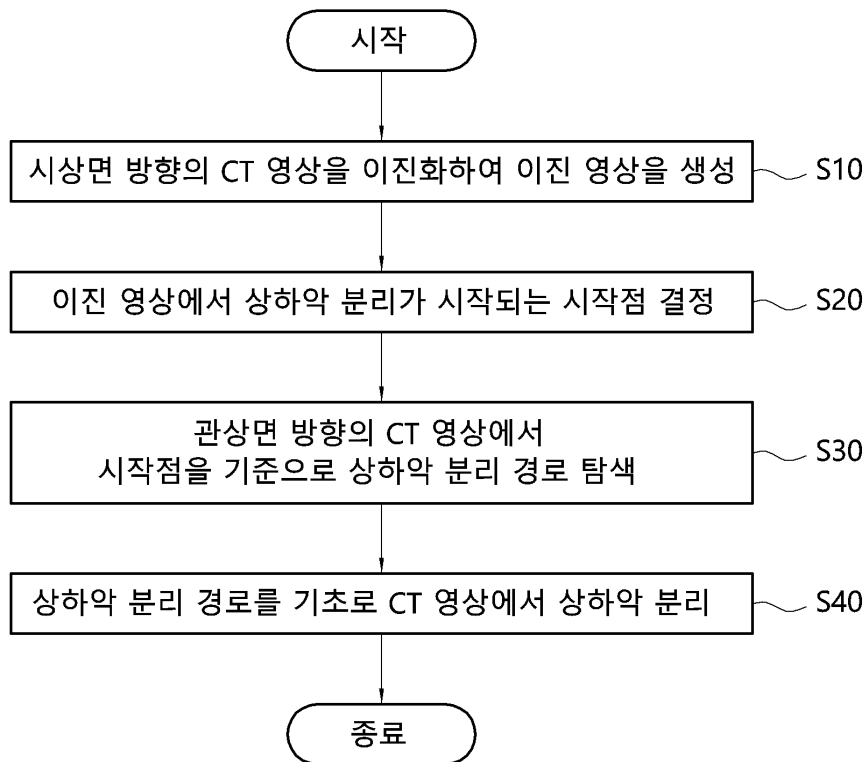 시작
시상면 방향의 CT 영상을 이진화하여 이진 영상을 생성
S10
이진 영상에서 상하악 분리가 시작되는 시작점 결정
S20
관상면 방향의 CT 영상에서
시작점을 기준으로 상하악 분리 경로 탐색
S30
상하악 분리 경로를 기초로 CT 영상에서 상하악 분리
S40
종료